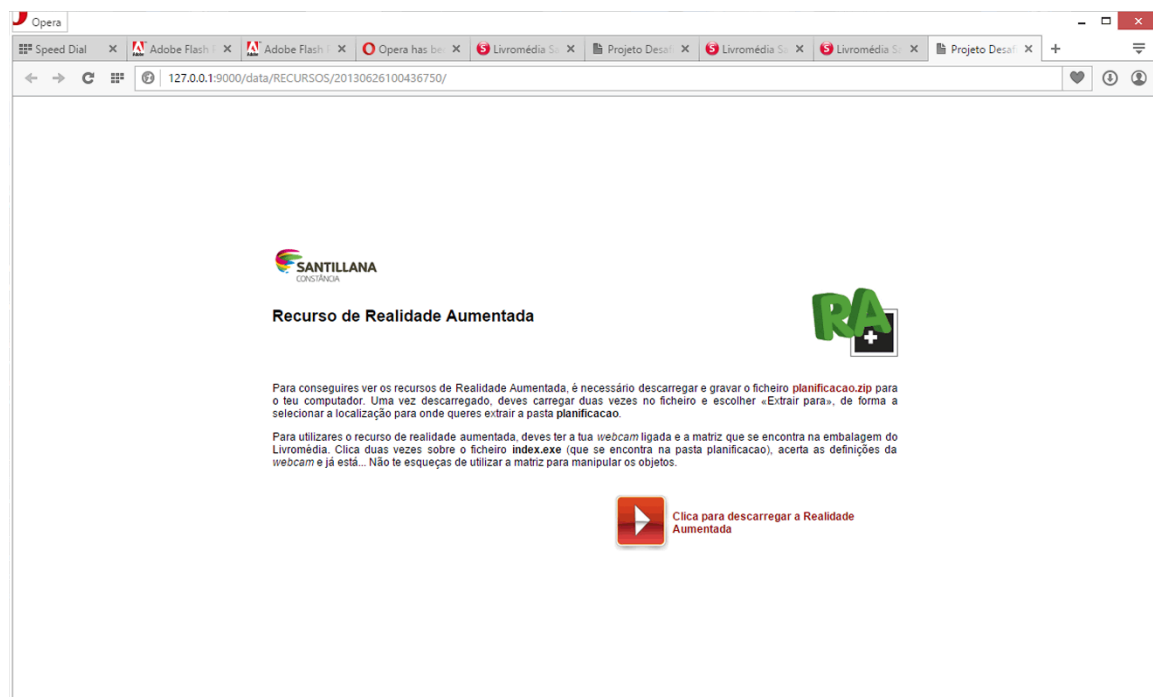 Opera
Speed Dial
Adobe Flash
Adobe Flash
Opera has be
Livromédia Sa
Projeto Desaf
Livromédia Sa
Livromédia Sa
Projeto Desaf
127.0.0.1:9000/data/RECURSOS/20130626100436750/
SANTILLANA
CONSTÂNCIA
Recurso de Realidade Aumentada
RA
Para conseguires ver os recursos de Realidade Aumentada, é necessário descarregar e gravar o ficheiro planificacao.zip para
o teu computador. Uma vez descarregado, deves carregar duas vezes no ficheiro e escolher «Extrair para», de forma a
selecionar a localização para onde queres extrair a pasta planificacao.
Para utilizares o recurso de realidade aumentada, deves ter a tua webcam ligada e a matriz que se encontra na embalagem do
Livromédia. Clica duas vezes sobre o ficheiro index.exe (que se encontra na pasta planificacao), acerta as definições da
webcam e já está... Não te esqueças de utilizar a matriz para manipular os objetos.
Clica para descarregar a Realidade
Aumentada